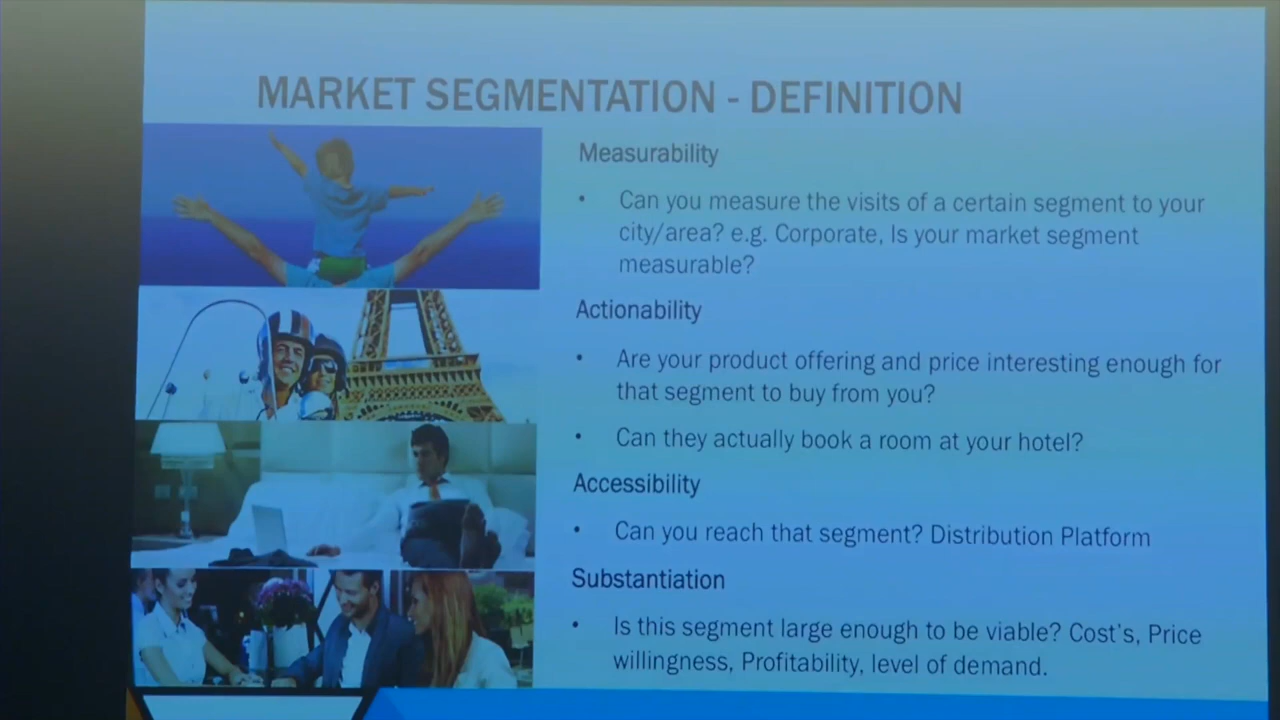 MARKET SEGMENTATION - DEFINITION
Measurability
• Can you measure the visits of a certain segment to your
city/area? e.g. Corporate, Is your market segment
measurable?
Actionability
• Are your product offering and price interesting enough for
that segment to buy from you?
• Can they actually book a room at your hotel?
Accessibility
• Can you reach that segment? Distribution Platform
Substantiation
• Is this segment large enough to be viable? Cost's, Price
willingness, Profitability, level of demand.